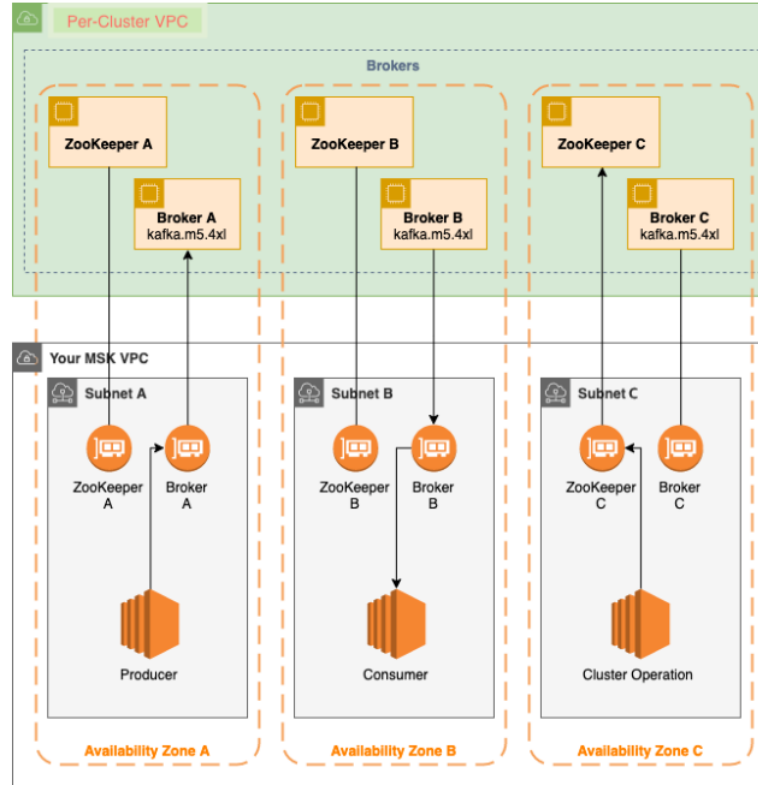 Per-Cluster VPC
Brokers
ZooKeeper A
ZooKeeper B
ZooKeeper C
Broker A
kafka.m5.4xl
Broker B
kafka.m5.4xl
Broker C
kafka.m5.4xl
Your MSK VPC
Subnet A
Subnet B
Subnet C
ZooKeeper
A
Broker
A
ZooKeeper
B
Broker
B
ZooKeeper
C
Broker
C
Producer
Consumer
Cluster Operation
Availability Zone A
Availability Zone B
Availability Zone C